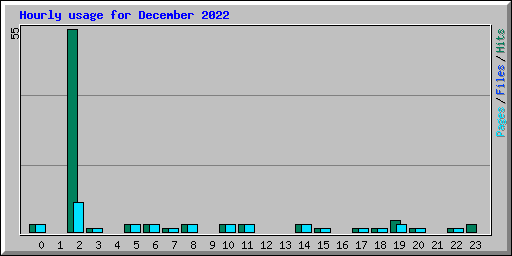 Hourly usage for December 2022
55
Pages/Files/Hits
0 1 2 3 4 5 6 7 8 9 10 11 12 13 14 15 16 17 18 19 20 21 22 23